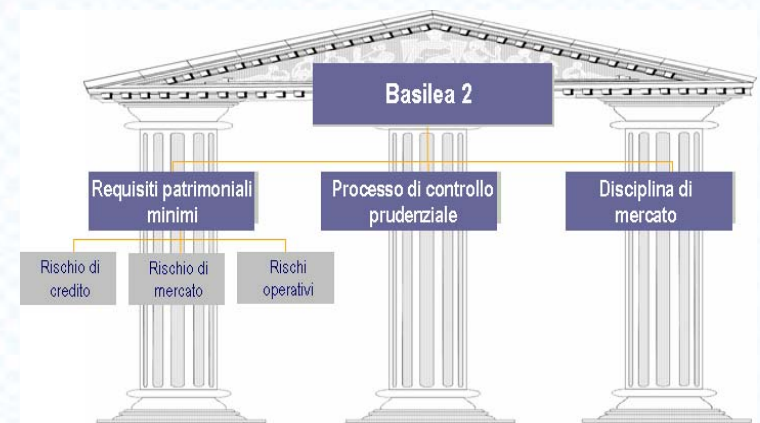 Basilea 2
Requisiti patrimoniali
minimi
Processo di controllo
prudenziale
Disciplina di
mercato
Rischio di
credito
Rischio di
mercato
Rischi
operativi